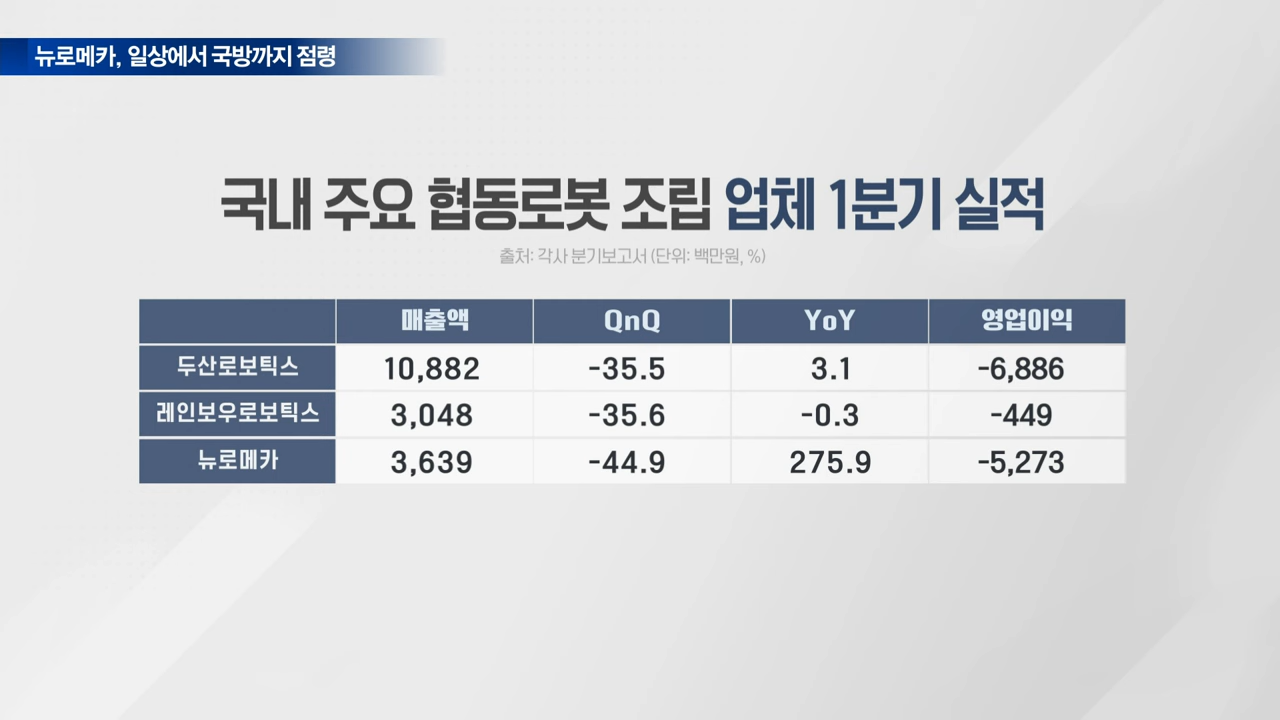 뉴로메카, 일상에서 국방까지 점령
국내 주요 협동로봇 조립 업체 1분기 실적
출처: 각사 분기보고서 (단위: 백만원, %)
매출액 QnQ YoY 영업이익
두산로보틱스 10,882 -35.5 3.1 -6,886
레인보우로보틱스 3,048 -35.6 -0.3 -449
뉴로메카 3,639 -44.9 275.9 -5,273